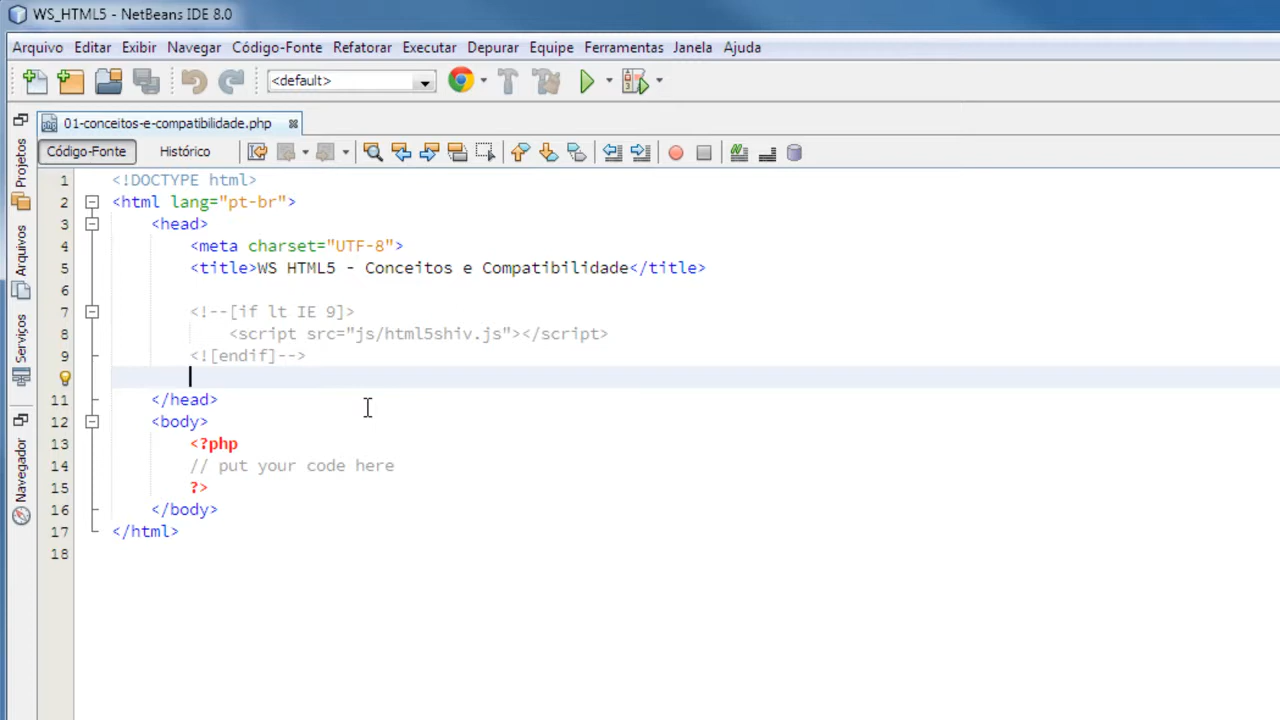 WS_HTML5 - NetBeans IDE 8.0
Arquivo Editar Exibir Navegar Código-Fonte Refatorar Executar Depurar Equipe Ferramentas Janela Ajuda
<default>
01-conceitos-e-compatibilidade.php
Código-Fonte Histórico
Projetos
Arquivos
Serviços
Navegador
1 <!DOCTYPE html>
2 <html lang="pt-br">
3 <head>
4 <meta charset="UTF-8">
5 <title>WS HTML5 - Conceitos e Compatibilidade</title>
6
7 <!--[if lt IE 9]>
8 <script src="js/html5shiv.js"></script>
9 <![endif]-->
11 </head>
12 <body>
13 <?php
14 // put your code here
15 ?>
16 </body>
17 </html>
18